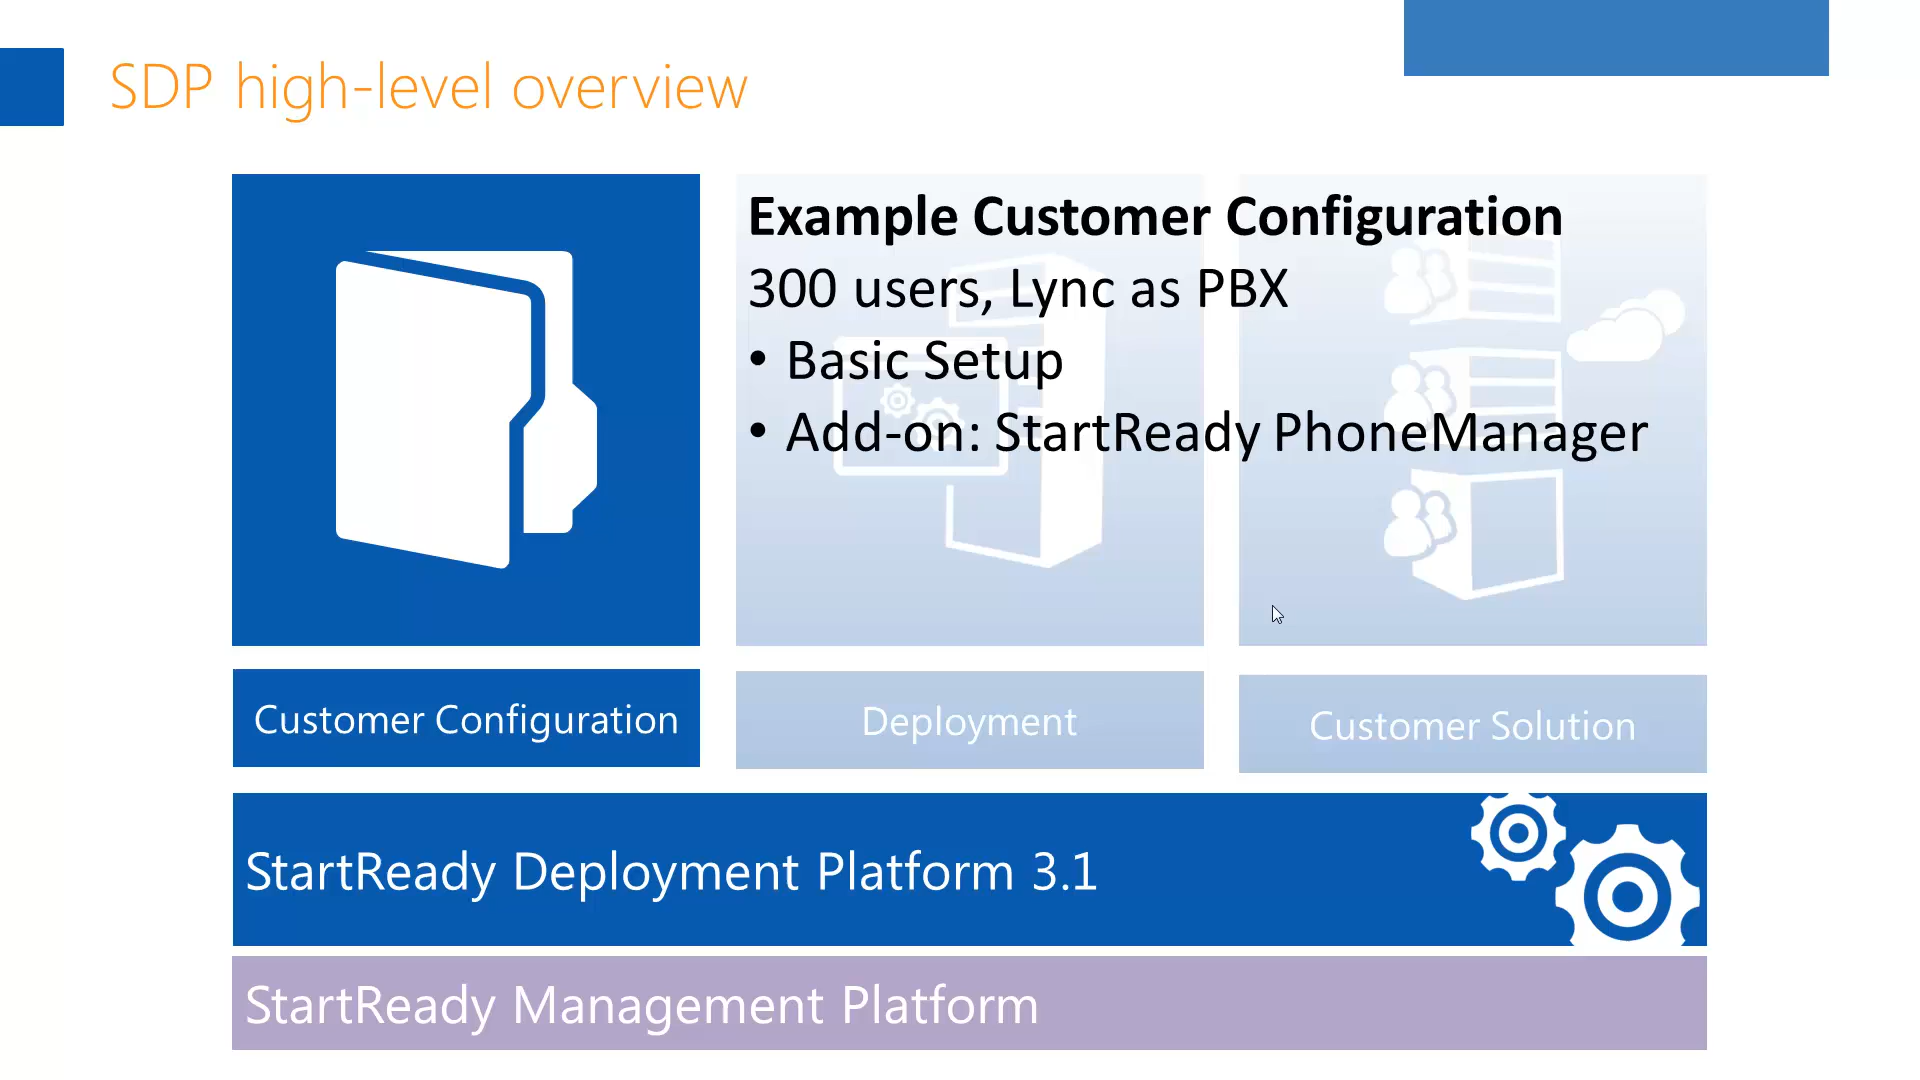 SDP high-level overview
Example Customer Configuration
300 users, Lync as PBX
• Basic Setup
• Add-on: StartReady PhoneManager
Customer Configuration
Deployment
Customer Solution
StartReady Deployment Platform 3.1
StartReady Management Platform